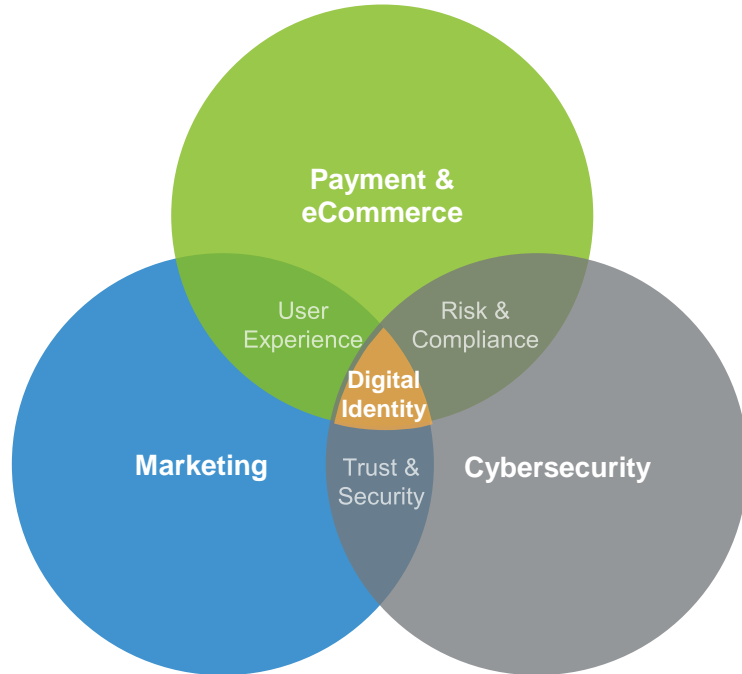 Payment &
eCommerce
User
Experience
Risk &
Compliance
Digital
Identity
Marketing
Trust &
Security
Cybersecurity